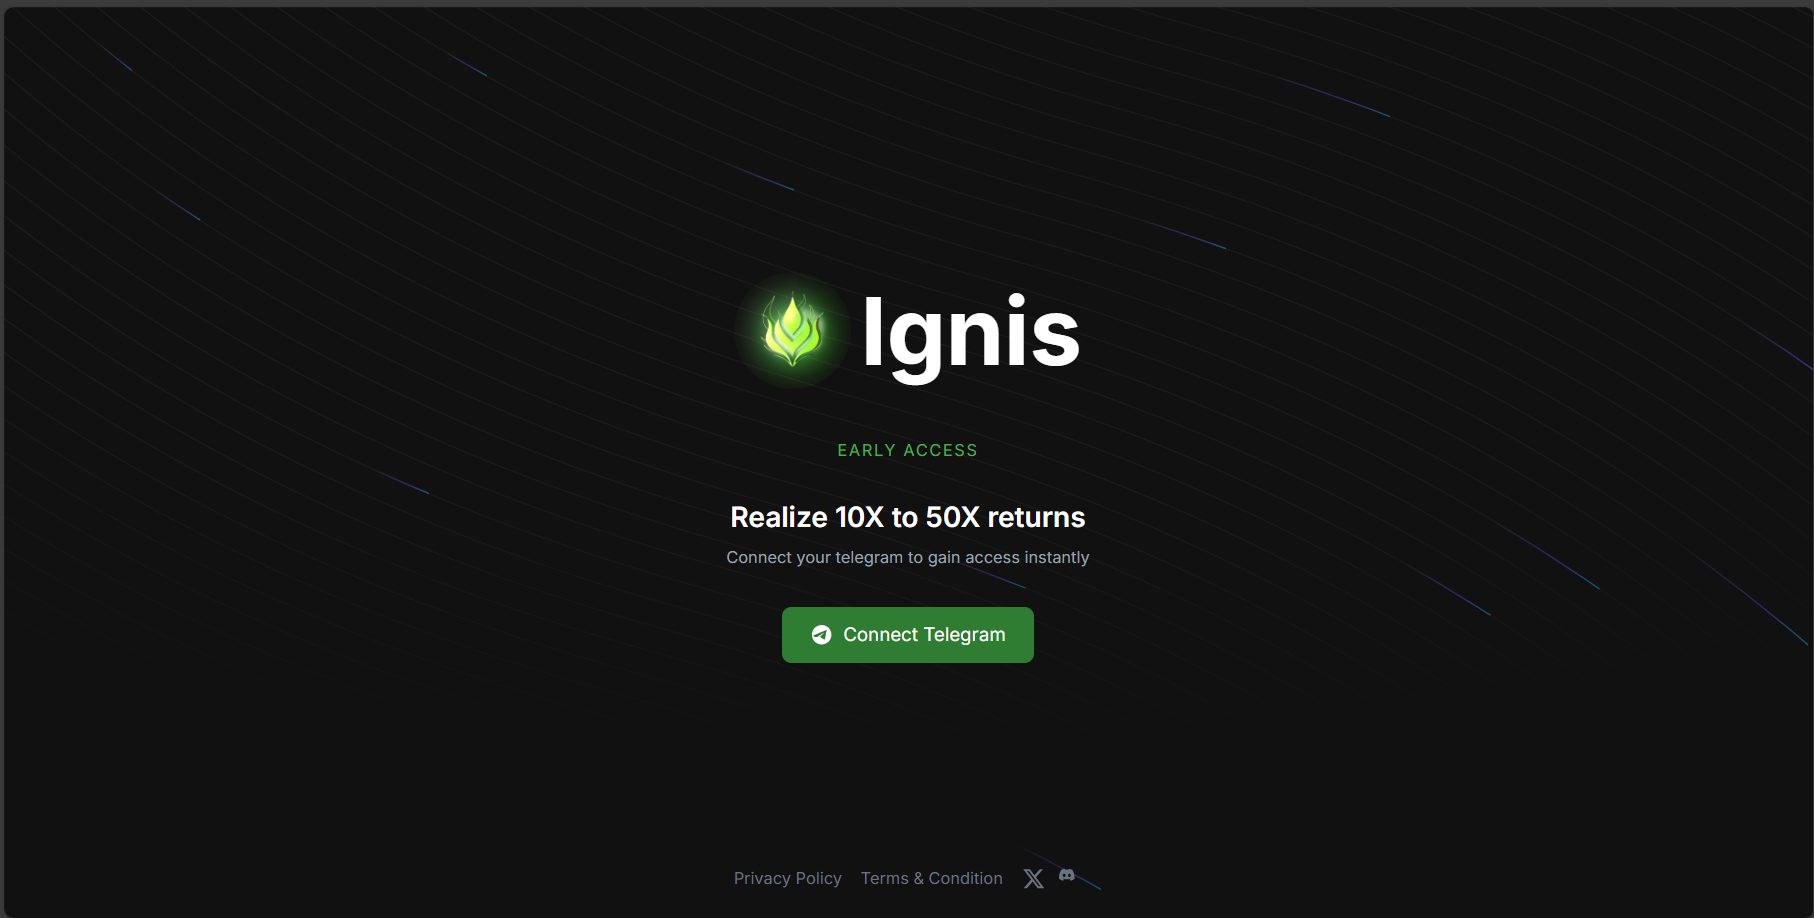 Ignis
EARLY ACCESS
Realize 10X to 50X returns
Connect your telegram to gain access instantly
Connect Telegram
Privacy Policy Terms & Condition